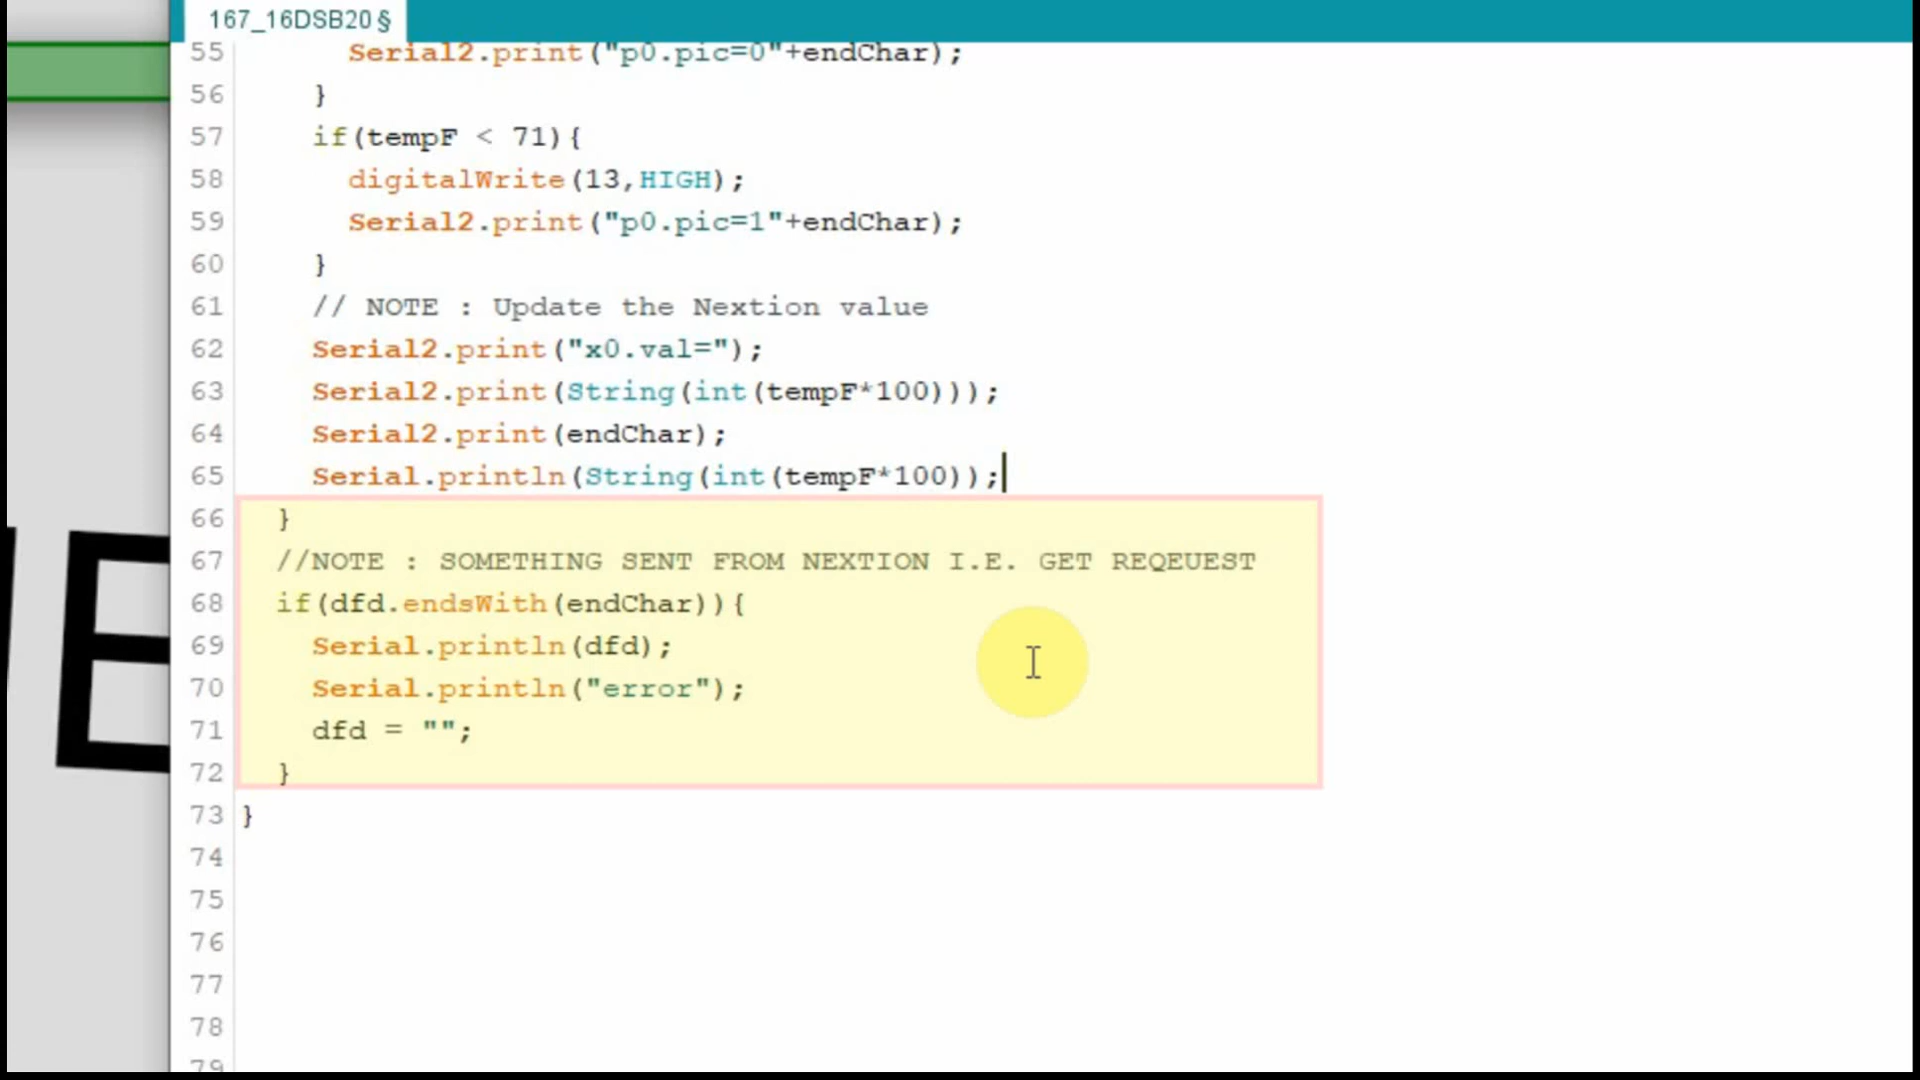 167_16DSB20 §
55 Serial2.print("p0.pic=0"+endChar);
56 }
57 if(tempF < 71){
58 digitalWrite(13,HIGH);
59 Serial2.print("p0.pic=1"+endChar);
60 }
61 // NOTE : Update the Nextion value
62 Serial2.print("x0.val=");
63 Serial2.print(String(int(tempF*100)));
64 Serial2.print(endChar);
65 Serial.println(String(int(tempF*100));
66 }
67 //NOTE : SOMETHING SENT FROM NEXTION I.E. GET REQEUEST
68 if(dfd.endsWith(endChar)){
69 Serial.println(dfd);
70 Serial.println("error");
71 dfd = "";
72 }
73 }
74
75
76
77
78
79